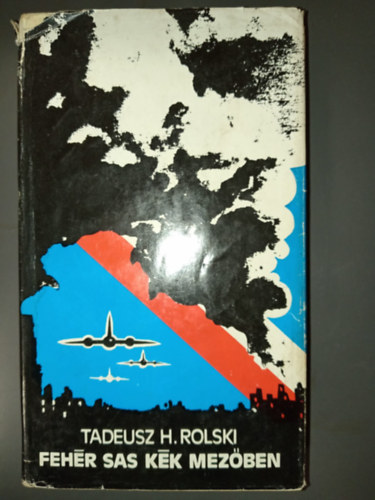 TADEUSZ H. ROLSKI
FEHÉR SAS KÉK MEZŐBEN